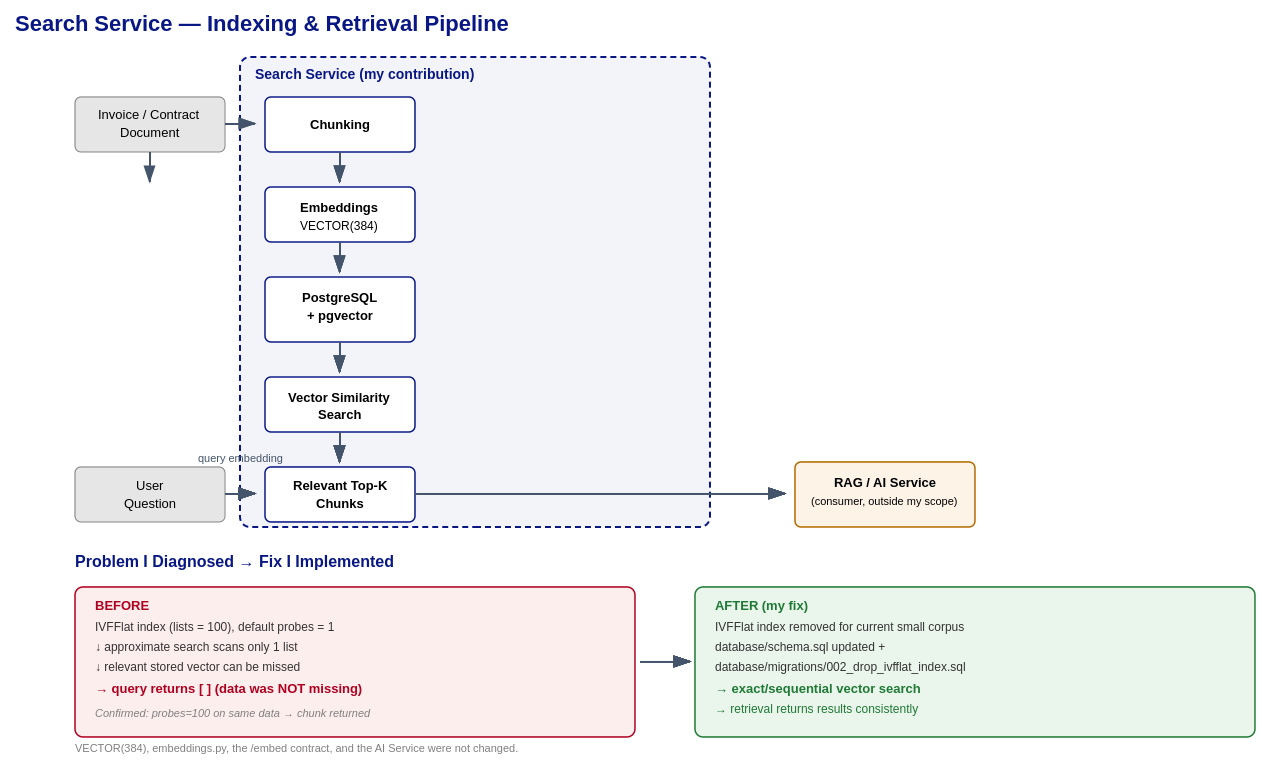 Search Service — Indexing & Retrieval Pipeline
Search Service (my contribution)
Invoice / Contract
Document
Chunking
Embeddings
VECTOR(384)
PostgreSQL
+ pgvector
Vector Similarity
Search
query embedding
User
Question
Relevant Top-K
Chunks
RAG / AI Service
(consumer, outside my scope)
Problem I Diagnosed → Fix I Implemented
BEFORE
IVFFlat index (lists = 100), default probes = 1
↓ approximate search scans only 1 list
↓ relevant stored vector can be missed
→ query returns [ ] (data was NOT missing)
Confirmed: probes=100 on same data → chunk returned
AFTER (my fix)
IVFFlat index removed for current small corpus
database/schema.sql updated +
database/migrations/002_drop_ivfflat_index.sql
→ exact/sequential vector search
→ retrieval returns results consistently
VECTOR(384), embeddings.py, the /embed contract, and the AI Service were not changed.